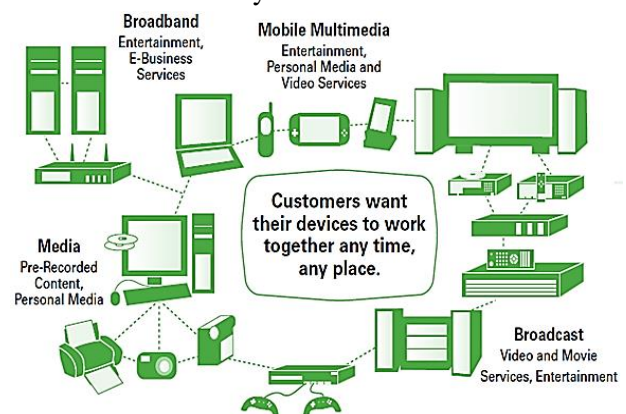 Broadband
Entertainment,
E-Business
Services
Mobile Multimedia
Entertainment,
Personal Media and
Video Services
Customers want
their devices to work
together any time,
any place.
Media
Pre-Recorded
Content,
Personal Media
Broadcast
Video and Movie
Services, Entertainment